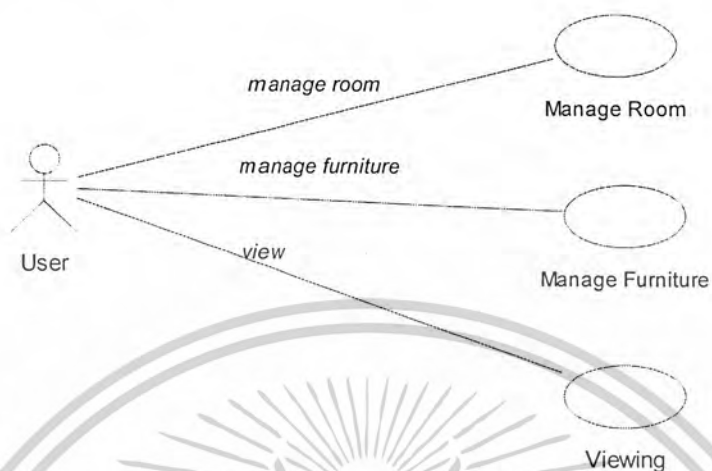 manage room
Manage Room
manage furniture
User
Manage Furniture
view
Viewing